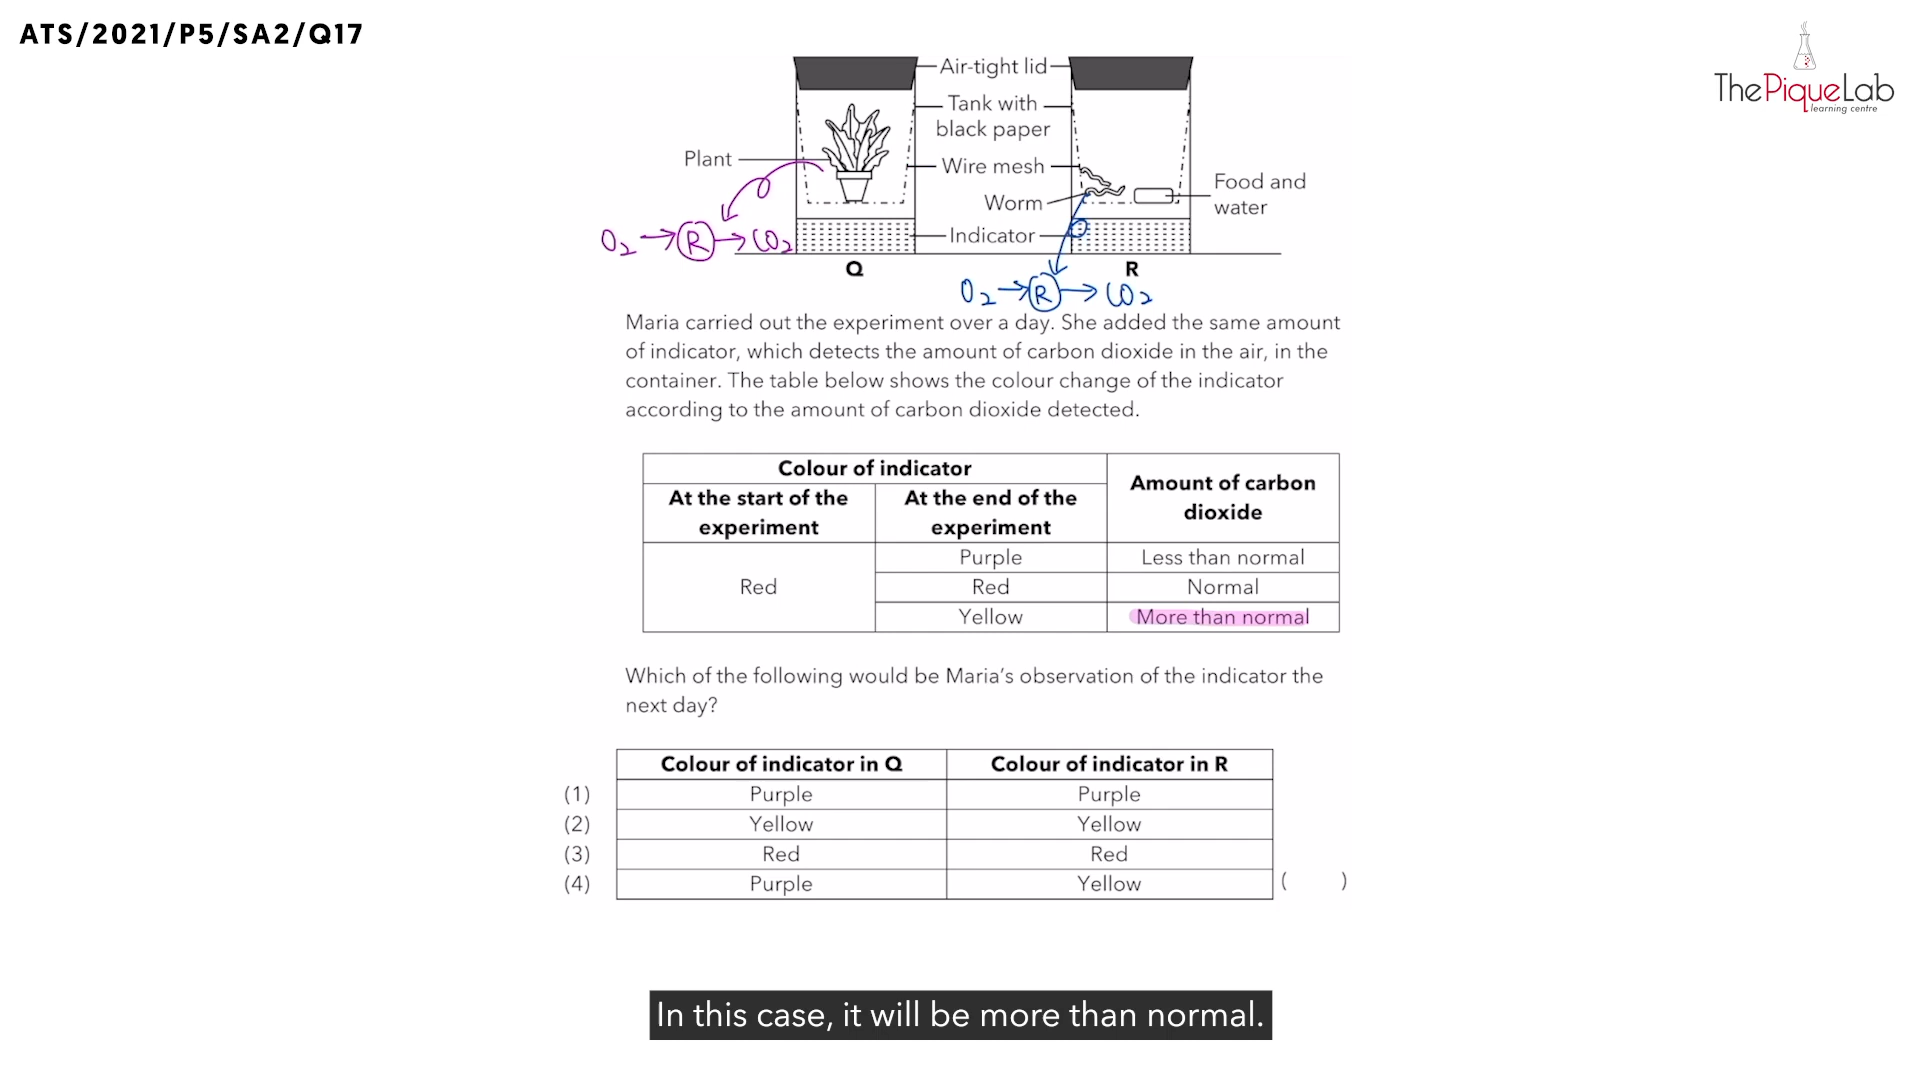 ATS/2021/P5/SA2/Q17
ThePiqueLab
learning centre
Air-tight lid
Tank with
black paper
Plant
Wire mesh
Food and
water
Worm
O₂ → R → CO₂
Indicator
Q
R
O₂ → R → CO₂
Maria carried out the experiment over a day. She added the same amount
of indicator, which detects the amount of carbon dioxide in the air, in the
container. The table below shows the colour change of the indicator
according to the amount of carbon dioxide detected.
Colour of indicator
Amount of carbon
dioxide
At the start of the
experiment
At the end of the
experiment
Purple Less than normal
Red Red Normal
Yellow More than normal
Which of the following would be Maria’s observation of the indicator the
next day?
Colour of indicator in Q Colour of indicator in R
(1) Purple Purple
(2) Yellow Yellow
(3) Red Red
(4) Purple Yellow ( )
In this case, it will be more than normal.